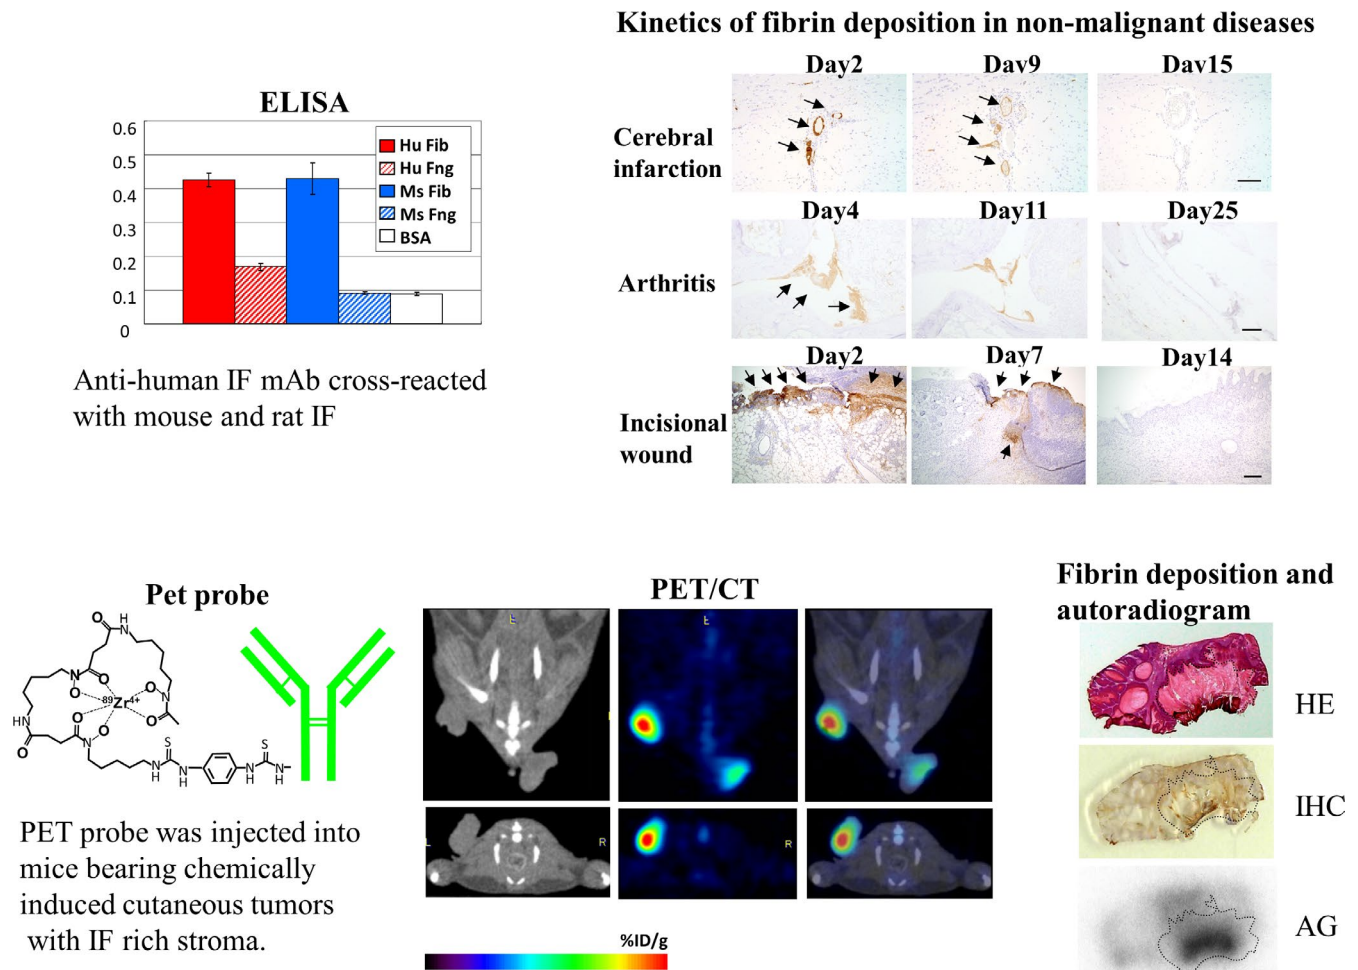 Kinetics of fibrin deposition in non-malignant diseases
ELISA
0.6
0.5
0.4
0.3
0.2
0.1
0
Hu Fib
Hu Fng
Ms Fib
Ms Fng
BSA
Anti-human IF mAb cross-reacted
with mouse and rat IF
Day2
Day9
Day15
Cerebral
infarction
Day4
Day11
Day25
Arthritis
Day2
Day7
Day14
Incisional
wound
Pet probe
O
NH
N
O
O
O
N
89Zr4+
O
O
O
NH
O
N
O
S
N
H
N
H
S
N
H
N
H
PET probe was injected into
mice bearing chemically
induced cutaneous tumors
with IF rich stroma.
PET/CT
L
R
R
%ID/g
Fibrin deposition and
autoradiogram
HE
IHC
AG